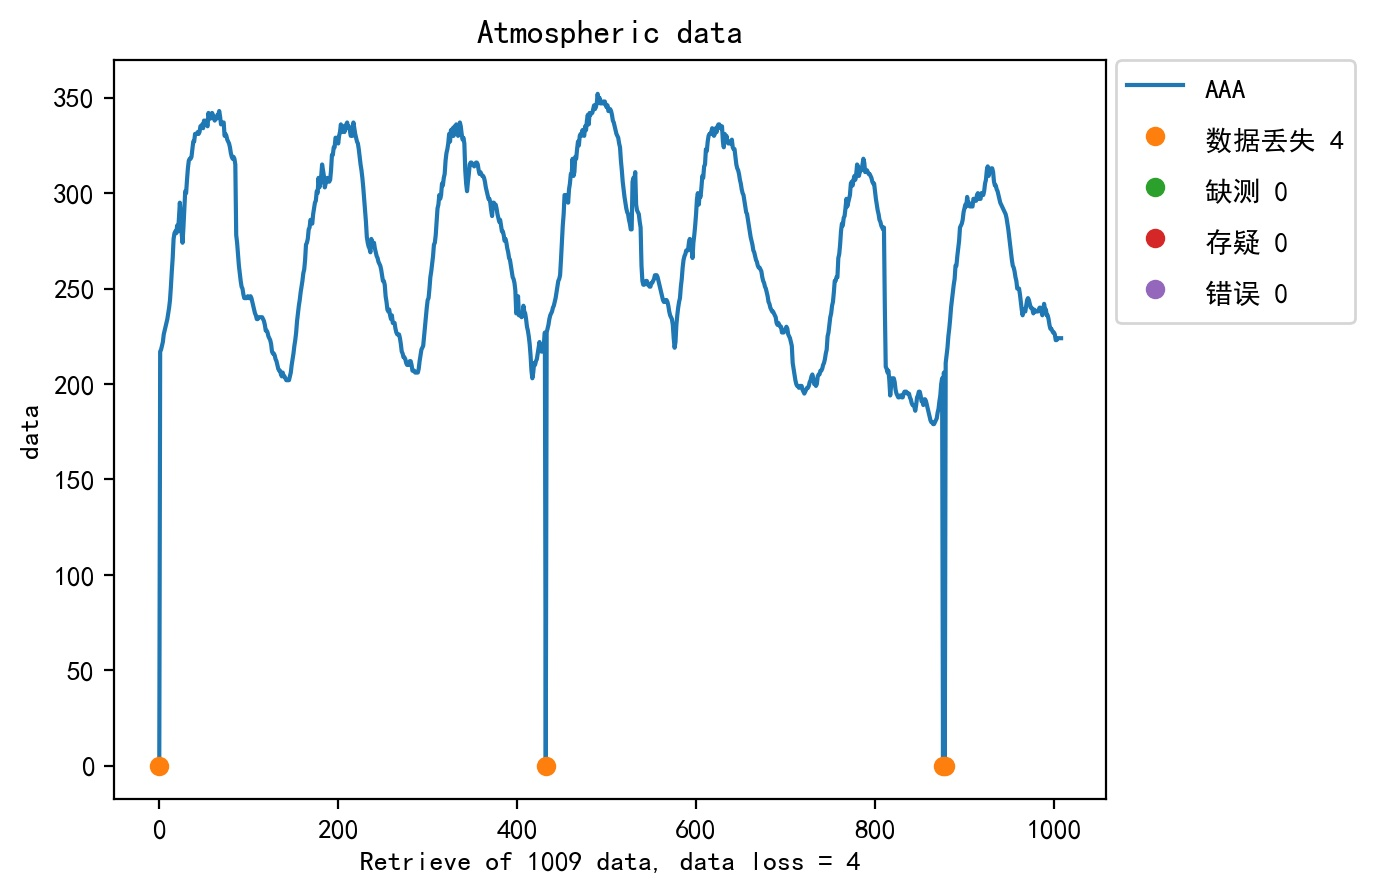 Atmospheric data
350
300
250
200
150
100
50
0
data
0 200 400 600 800 1000
Retrieve of 1009 data, data loss = 4
AAA
数据丢失 4
缺测 0
存疑 0
错误 0